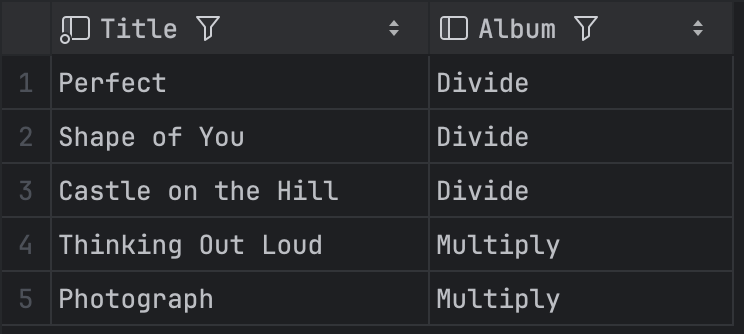 Title Album
1 Perfect Divide
2 Shape of You Divide
3 Castle on the Hill Divide
4 Thinking Out Loud Multiply
5 Photograph Multiply